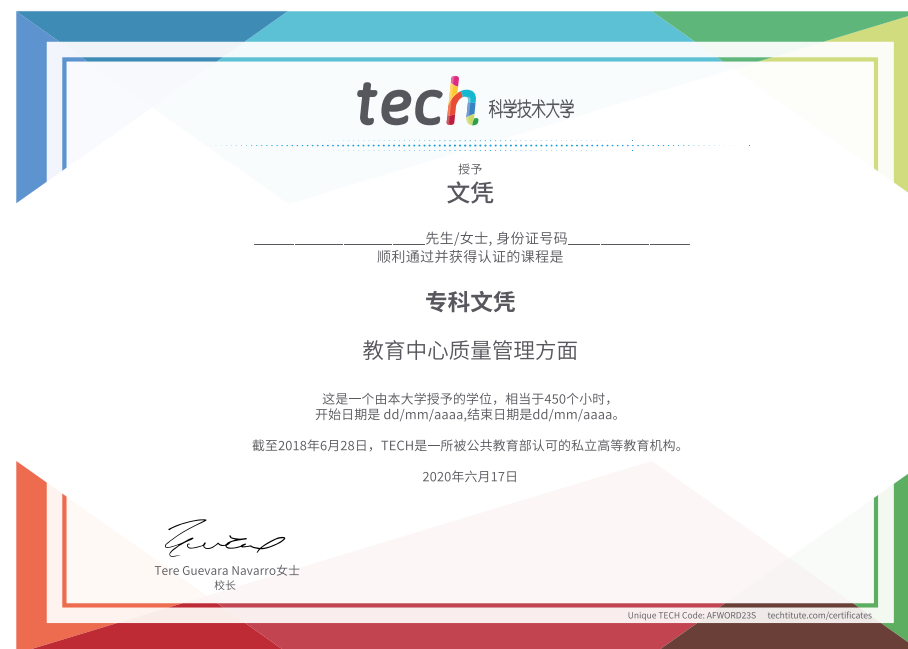 tech 科学技术大学
授予
文凭
____________________先生/女士, 身份证号码______________
顺利通过并获得认证的课程是
专科文凭
教育中心质量管理方面
这是一个由本大学授予的学位，相当于450个小时，
开始日期是 dd/mm/aaaa,结束日期是dd/mm/aaaa。
截至2018年6月28日，TECH是一所被公共教育部认可的私立高等教育机构。
2020年六月17日
Tere Guevara Navarro女士
校长
Unique TECH Code: AFWORD23S techtitute.com/certificates